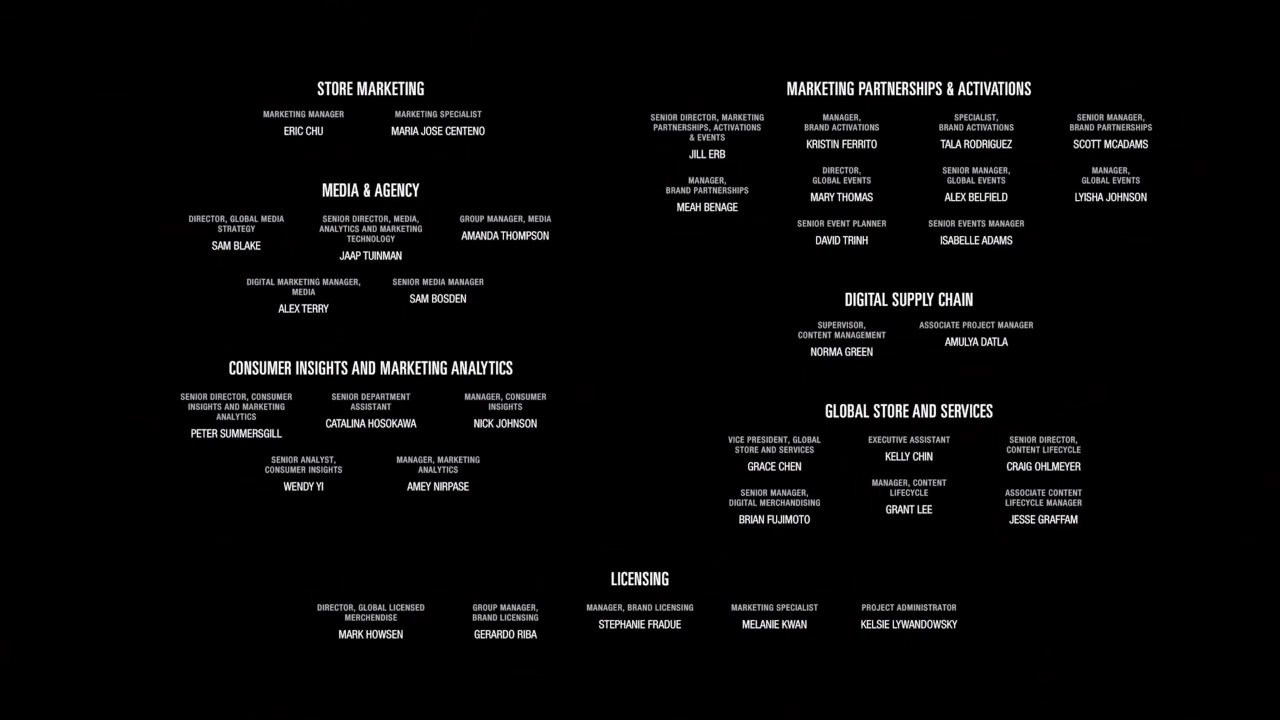 STORE MARKETING
MARKETING MANAGER
ERIC CHU
MARKETING SPECIALIST
MARIA JOSE CENTENO
MEDIA & AGENCY
DIRECTOR, GLOBAL MEDIA
STRATEGY
SAM BLAKE
SENIOR DIRECTOR, MEDIA,
ANALYTICS AND MARKETING
TECHNOLOGY
JAAP TUINMAN
GROUP MANAGER, MEDIA
AMANDA THOMPSON
DIGITAL MARKETING MANAGER,
MEDIA
ALEX TERRY
SENIOR MEDIA MANAGER
SAM BOSDEN
CONSUMER INSIGHTS AND MARKETING ANALYTICS
SENIOR DIRECTOR, CONSUMER
INSIGHTS AND MARKETING
ANALYTICS
PETER SUMMERSGILL
SENIOR DEPARTMENT
ASSISTANT
CATALINA HOSOKAWA
MANAGER, CONSUMER
INSIGHTS
NICK JOHNSON
SENIOR ANALYST,
CONSUMER INSIGHTS
WENDY YI
MANAGER, MARKETING
ANALYTICS
AMEY NIRPASE
MARKETING PARTNERSHIPS & ACTIVATIONS
SENIOR DIRECTOR, MARKETING
PARTNERSHIPS, ACTIVATIONS
& EVENTS
JILL ERB
MANAGER,
BRAND ACTIVATIONS
KRISTIN FERRITO
SPECIALIST,
BRAND ACTIVATIONS
TALA RODRIGUEZ
SENIOR MANAGER,
BRAND PARTNERSHIPS
SCOTT MCADAMS
MANAGER,
BRAND PARTNERSHIPS
MEAH BENAGE
DIRECTOR,
GLOBAL EVENTS
MARY THOMAS
SENIOR MANAGER,
GLOBAL EVENTS
ALEX BELFIELD
MANAGER,
GLOBAL EVENTS
LYISHA JOHNSON
SENIOR EVENT PLANNER
DAVID TRINH
SENIOR EVENTS MANAGER
ISABELLE ADAMS
DIGITAL SUPPLY CHAIN
SUPERVISOR,
CONTENT MANAGEMENT
NORMA GREEN
ASSOCIATE PROJECT MANAGER
AMULYA DATLA
GLOBAL STORE AND SERVICES
VICE PRESIDENT, GLOBAL
STORE AND SERVICES
GRACE CHEN
EXECUTIVE ASSISTANT
KELLY CHIN
SENIOR DIRECTOR,
CONTENT LIFECYCLE
CRAIG OHLMEYER
SENIOR MANAGER,
DIGITAL MERCHANDISING
BRIAN FUJIMOTO
MANAGER, CONTENT
LIFECYCLE
GRANT LEE
ASSOCIATE CONTENT
LIFECYCLE MANAGER
JESSE GRAFFAM
LICENSING
DIRECTOR, GLOBAL LICENSED
MERCHENDISE
MARK HOWSEN
GROUP MANAGER,
BRAND LICENSING
GERARDO RIBA
MANAGER, BRAND LICENSING
STEPHANIE FRADUE
MARKETING SPECIALIST
MELANIE KWAN
PROJECT ADMINISTRATOR
KELSIE LYWANDOWSKY